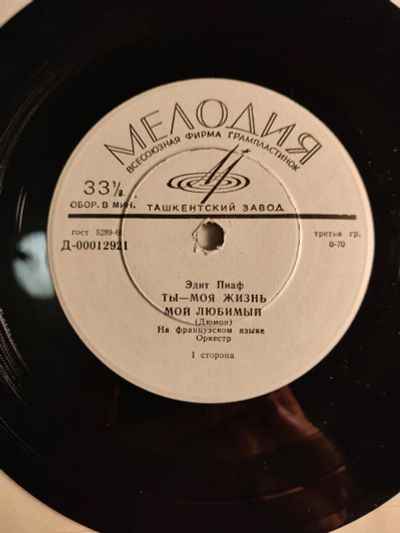 МЕЛОДИЯ
ВСЕСОЮЗНАЯ ФИРМА ГРАМПЛАСТИНОК
33⅓
ОБОР. В МИН.
ТАШКЕНТСКИЙ ЗАВОД
гост 5289-61
третья гр.
Д-00012921
0-70
Эдит Пиаф
ТЫ—МОЯ ЖИЗНЬ
МОЙ ЛЮБИМЫЙ
(Дюмон)
На французском языке
Оркестр
1 сторона